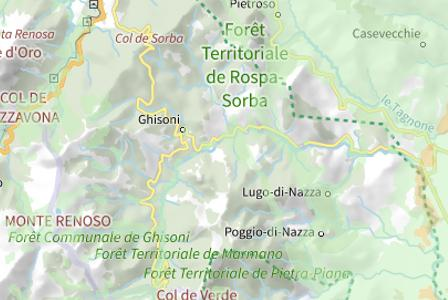 Pietroso
nta Renosa
Col de Sorba
e d'Oro
Forêt
Territoriale
de Rospa-
Sorba
Casevecchie
COL DE
ZZAVONA
le Tagnone
Ghisoni
Lugo-di-Nazza
MONTE RENOSO
Poggio-di-Nazza
Forêt Communale de Ghisoni
Forêt Territoriale de Marmano
Forêt Territoriale de Pietra-Piana
Col de Verde